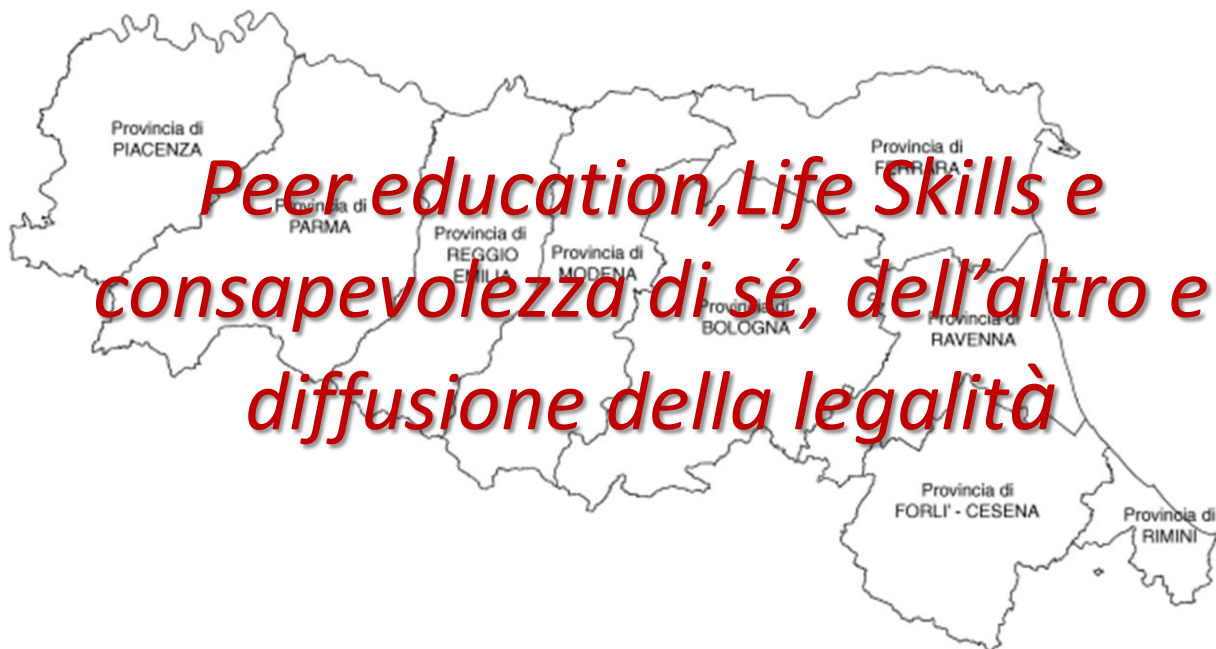 Provincia di
PIACENZA
Provincia di
FERRARA
Peer education,Life Skills e
Provincia di
PARMA
Provincia di
REGGIO
EMILIA
Provincia di
MODENA
consapevolezza di sé, dell’altro e
Provincia di
BOLOGNA
Provincia di
RAVENNA
diffusione della legalità
Provincia di
FORLI' - CESENA
Provincia di
RIMINI